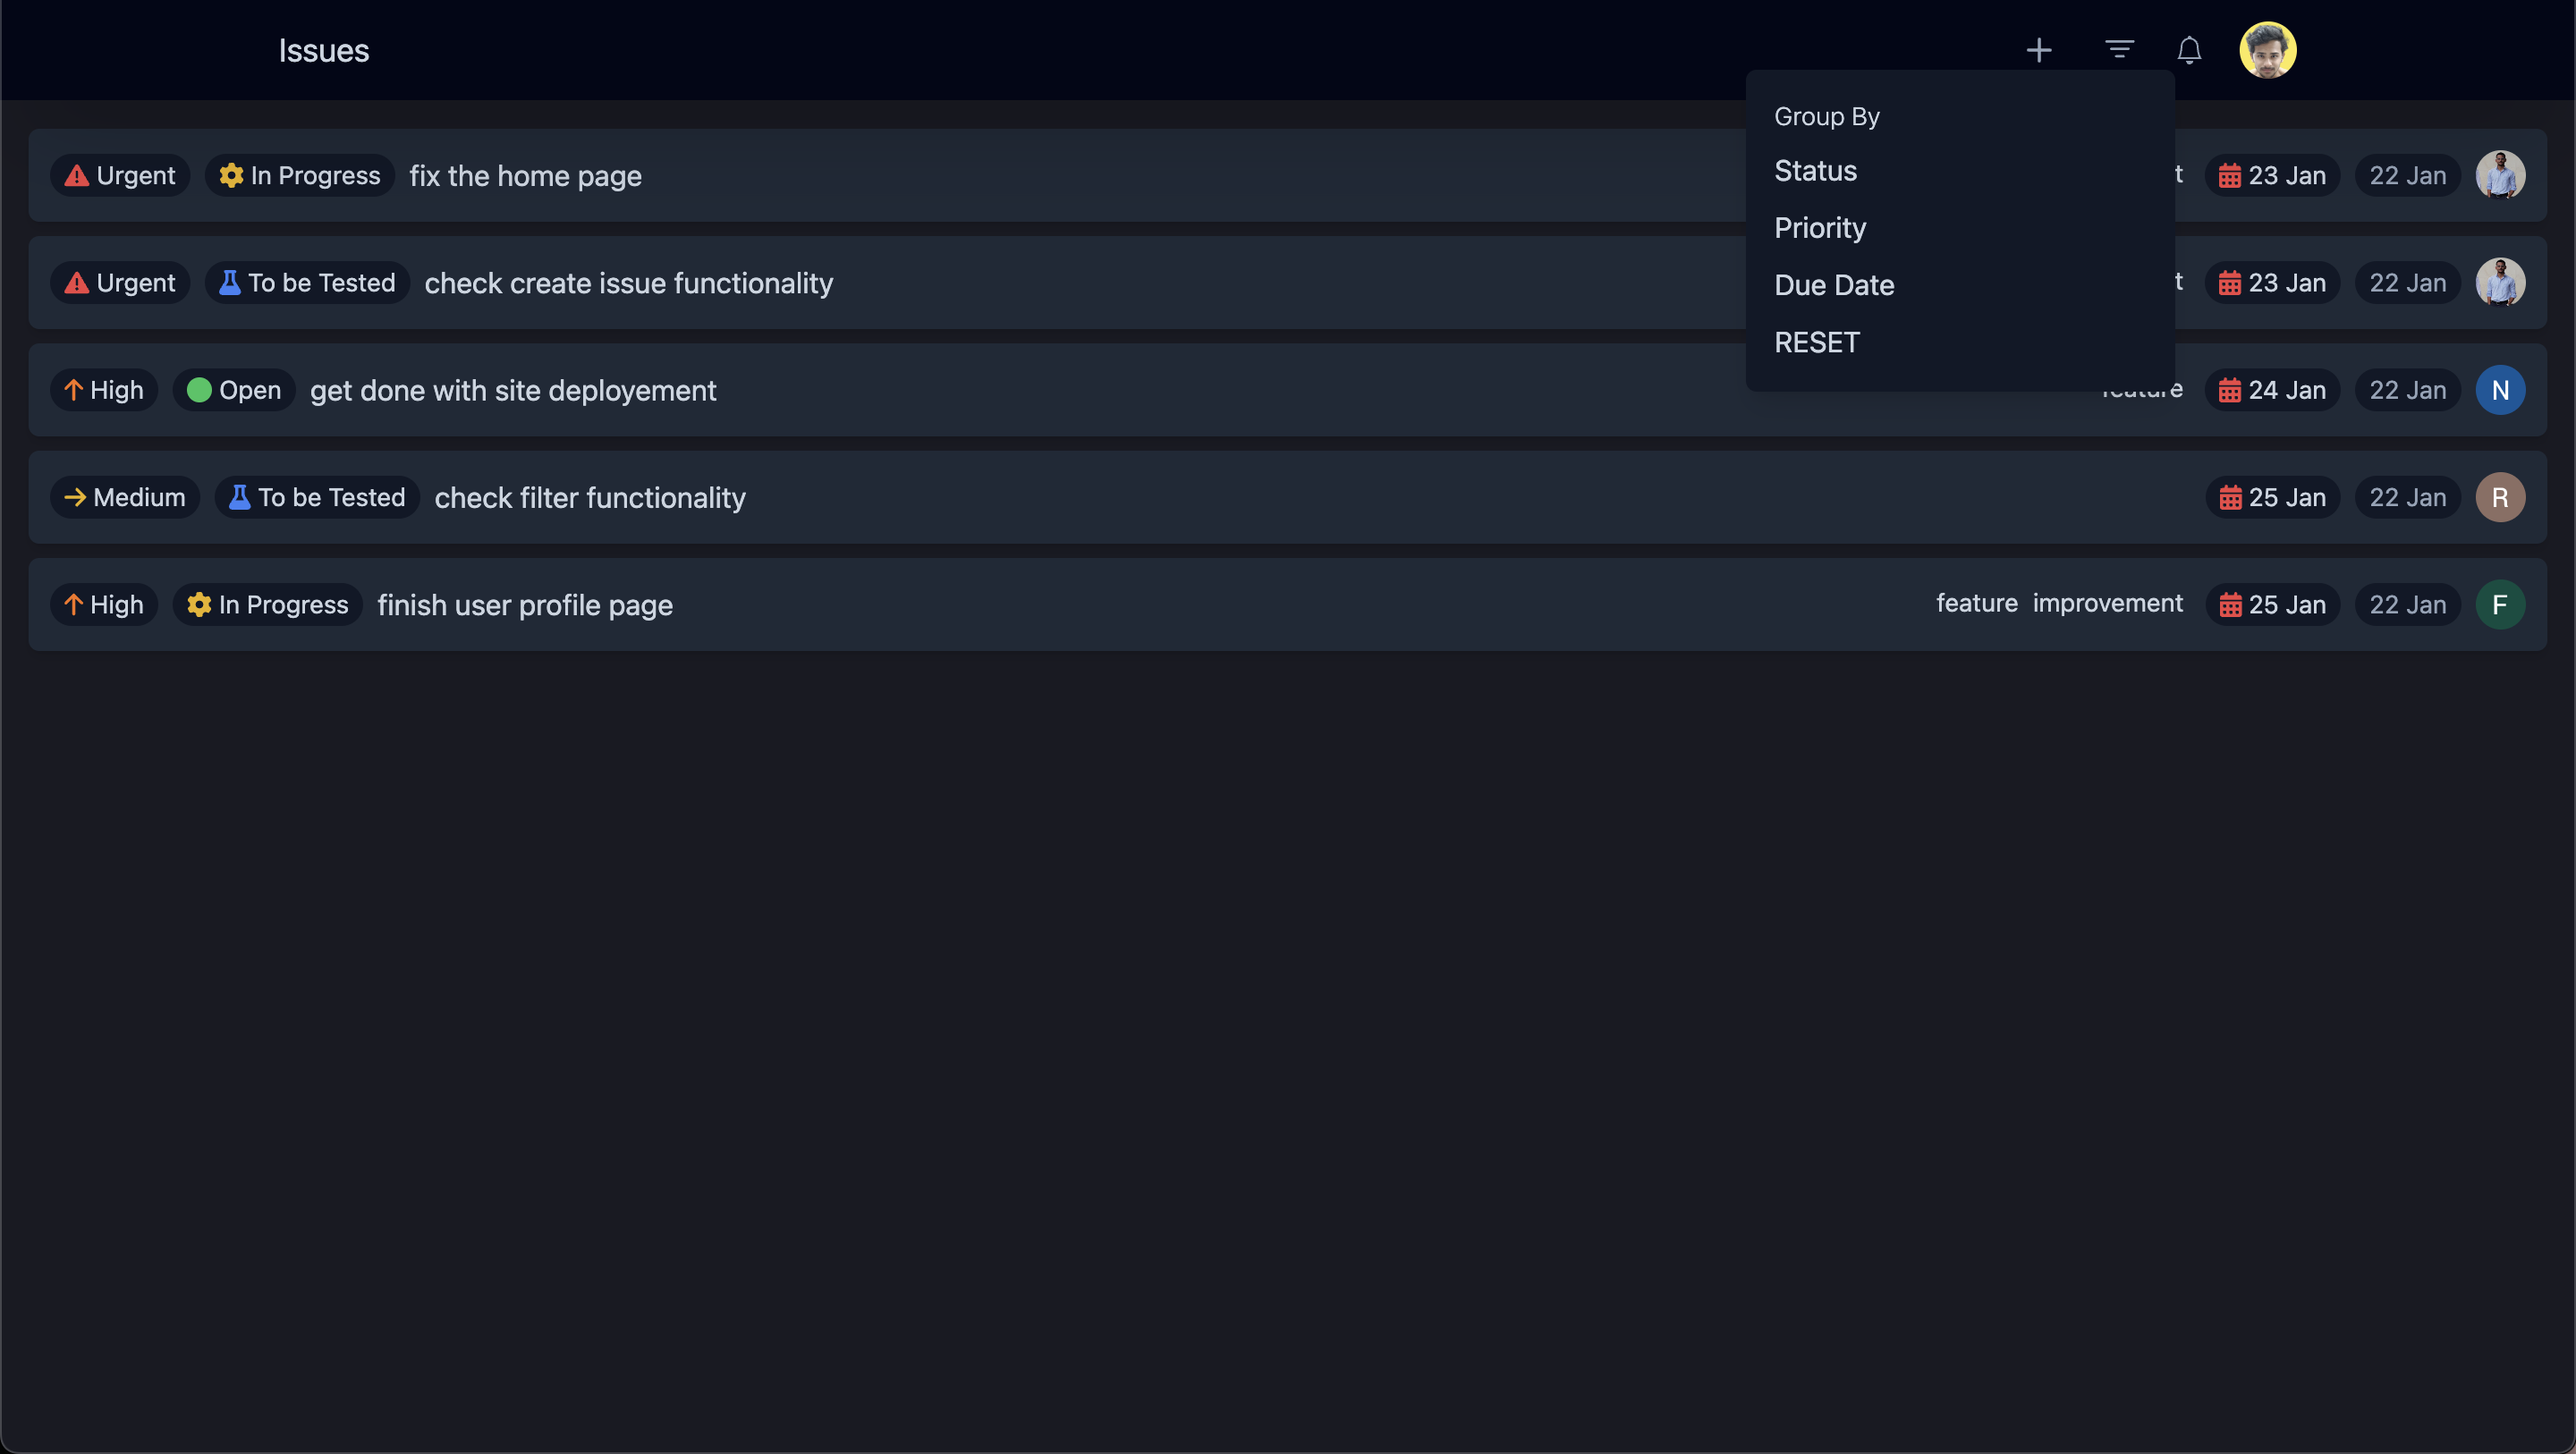 Issues
Group By
Status
Priority
Due Date
RESET
Urgent In Progress fix the home page t 23 Jan 22 Jan
Urgent To be Tested check create issue functionality t 23 Jan 22 Jan
High Open get done with site deployement feature 24 Jan 22 Jan N
Medium To be Tested check filter functionality 25 Jan 22 Jan R
High In Progress finish user profile page feature improvement 25 Jan 22 Jan F